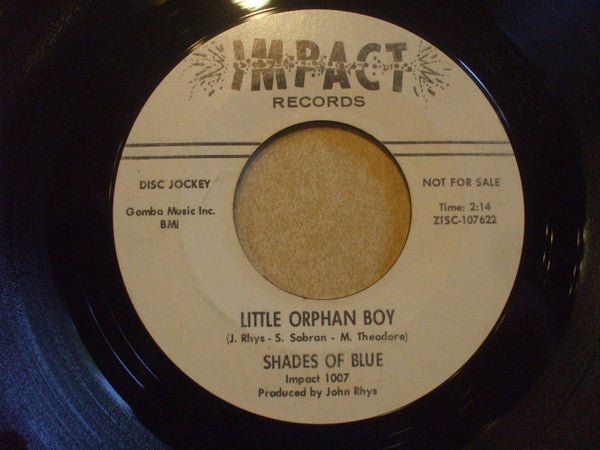 IMPACT
RECORDS
DISC JOCKEY
Gomba Music Inc.
BMI
NOT FOR SALE
Time: 2:14
ZTSC-107622
LITTLE ORPHAN BOY
(J. Rhys - S. Sobran - M. Theodore)
SHADES OF BLUE
Impact 1007
Produced by John Rhys